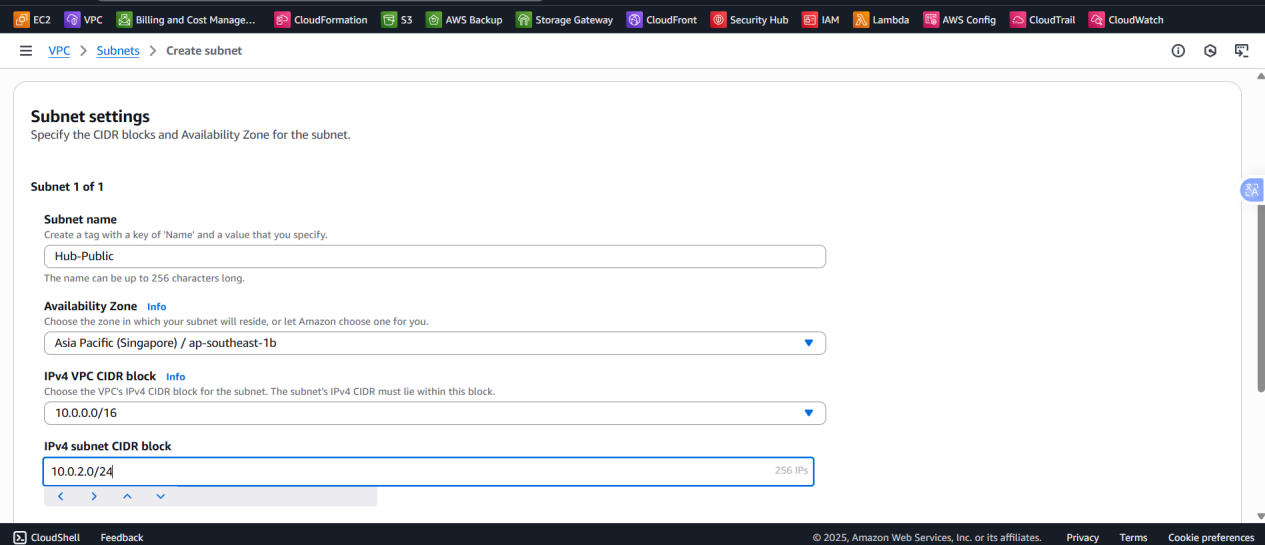 EC2 VPC Billing and Cost Manage... CloudFormation S3 AWS Backup Storage Gateway CloudFront Security Hub IAM Lambda AWS Config CloudTrail CloudWatch
VPC > Subnets > Create subnet
Subnet settings
Specify the CIDR blocks and Availability Zone for the subnet.
Subnet 1 of 1
Subnet name
Create a tag with a key of 'Name' and a value that you specify.
Hub-Public
The name can be up to 256 characters long.
Availability Zone Info
Choose the zone in which your subnet will reside, or let Amazon choose one for you.
Asia Pacific (Singapore) / ap-southeast-1b
IPv4 VPC CIDR block Info
Choose the VPC's IPv4 CIDR block for the subnet. The subnet's IPv4 CIDR must lie within this block.
10.0.0.0/16
IPv4 subnet CIDR block
10.0.2.0/24 256 IPs
CloudShell Feedback © 2025, Amazon Web Services, Inc. or its affiliates. Privacy Terms Cookie preferences